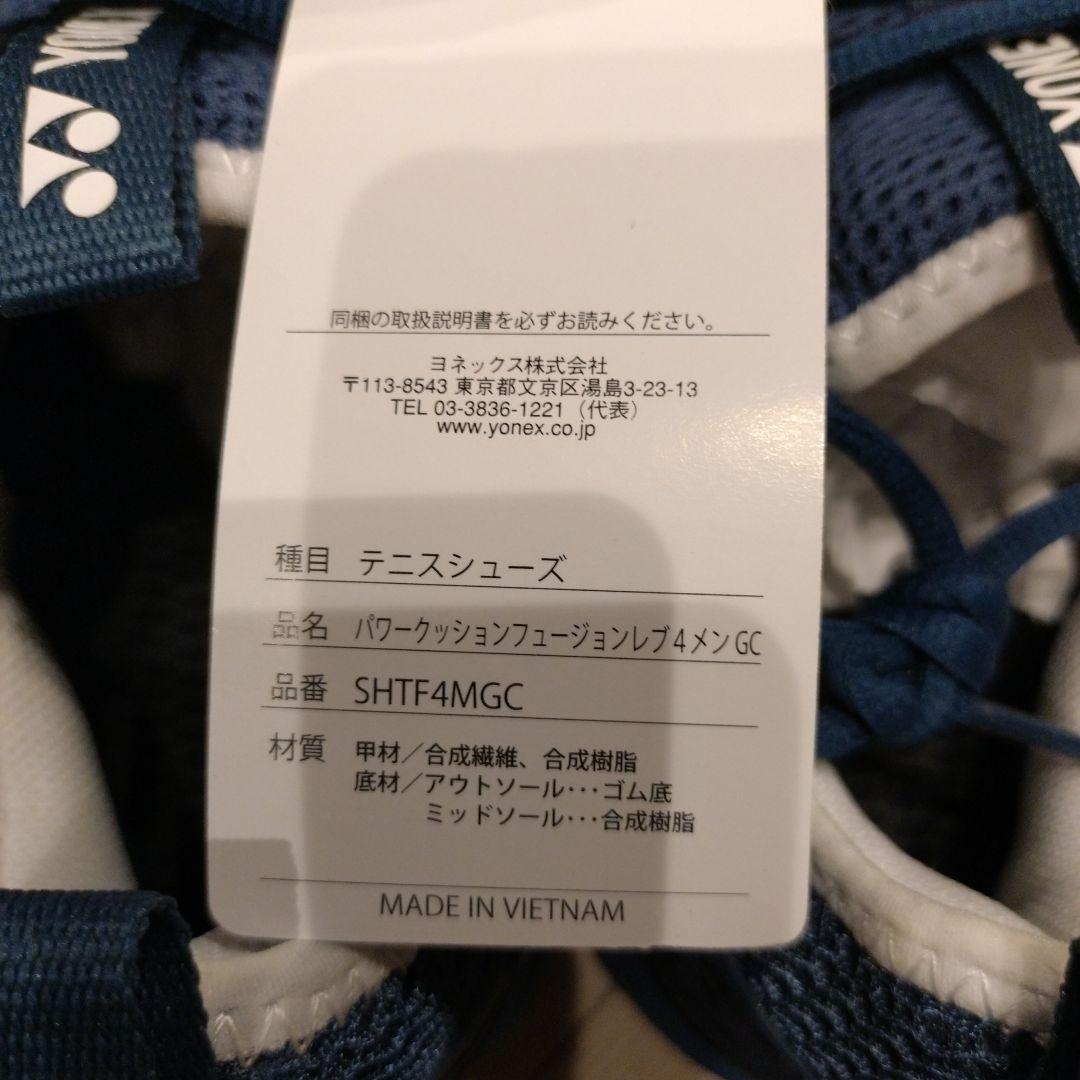 YONE
同梱の取扱説明書を必ずお読みください。
ヨネックス株式会社
〒113-8543 東京都文京区湯島3-23-13
TEL 03-3836-1221（代表）
www.yonex.co.jp
種目 テニスシューズ
品名 パワークッションフュージョンレブ4メンGC
品番 SHTF4MGC
材質 甲材／合成繊維、合成樹脂
底材／アウトソール･･･ゴム底
ミッドソール･･･合成樹脂
MADE IN VIETNAM